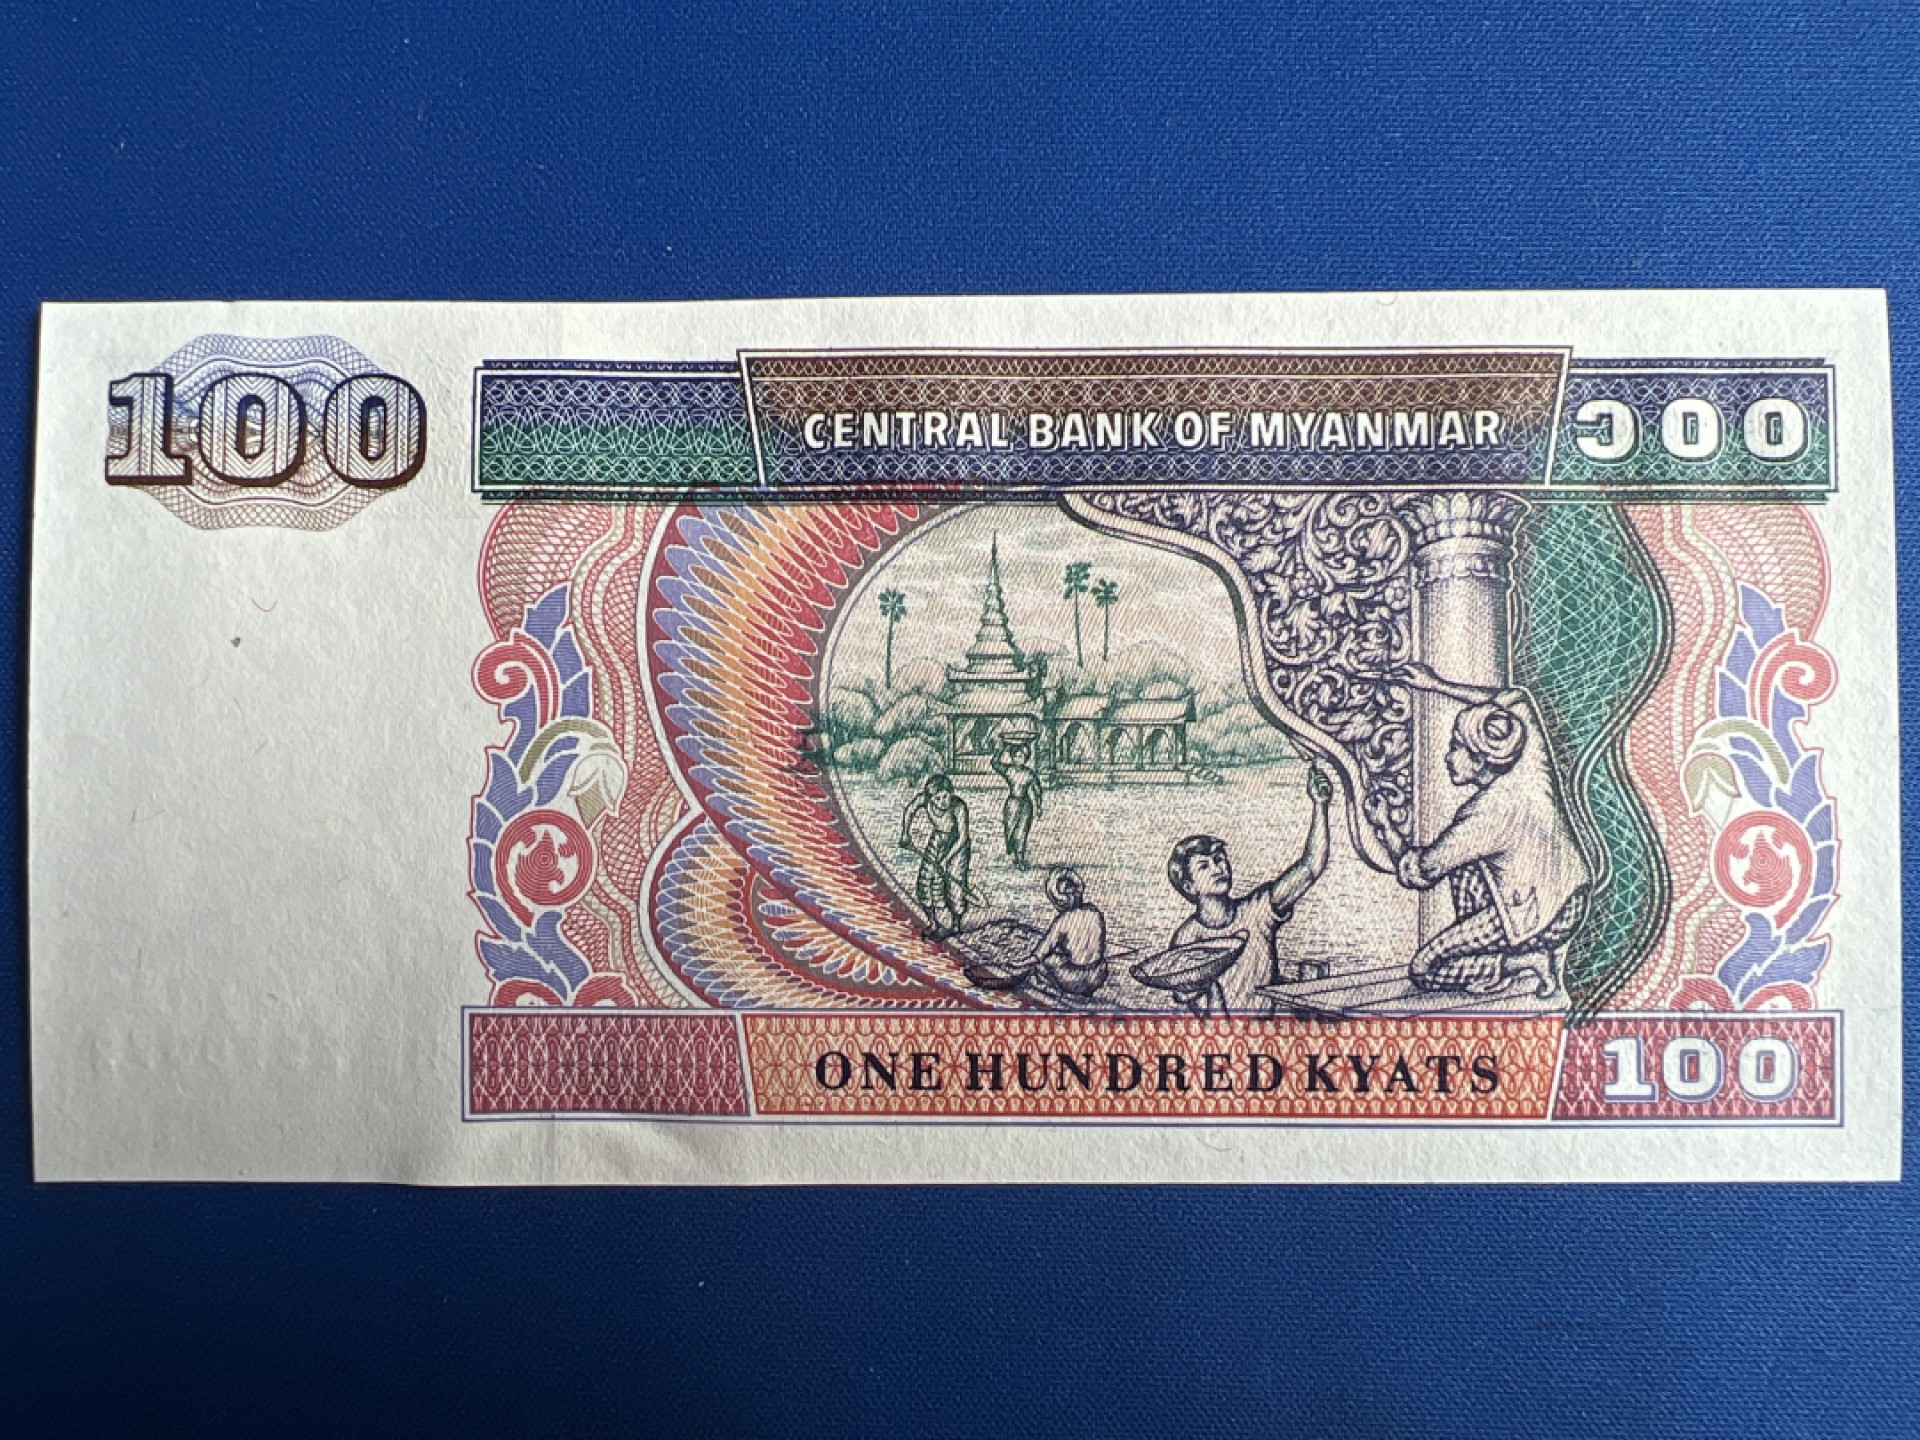 100
CENTRAL BANK OF MYANMAR
၁၀၀
ONE HUNDRED KYATS
100